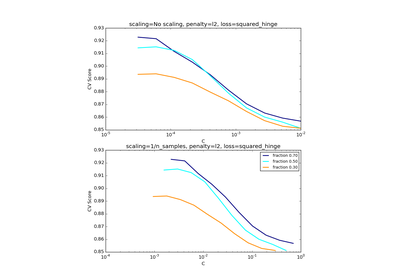 scaling=No scaling, penalty=l2, loss=squared_hinge
0.93
0.92
0.91
0.90
0.89
0.88
0.87
0.86
0.85
CV Score
10^-5 10^-4 10^-3 10^-2
C
scaling=1/n_samples, penalty=l2, loss=squared_hinge
0.93
0.92
0.91
0.90
0.89
0.88
0.87
0.86
0.85
CV Score
fraction 0.70
fraction 0.50
fraction 0.30
10^-4 10^-3 10^-2 10^-1 10^0
C